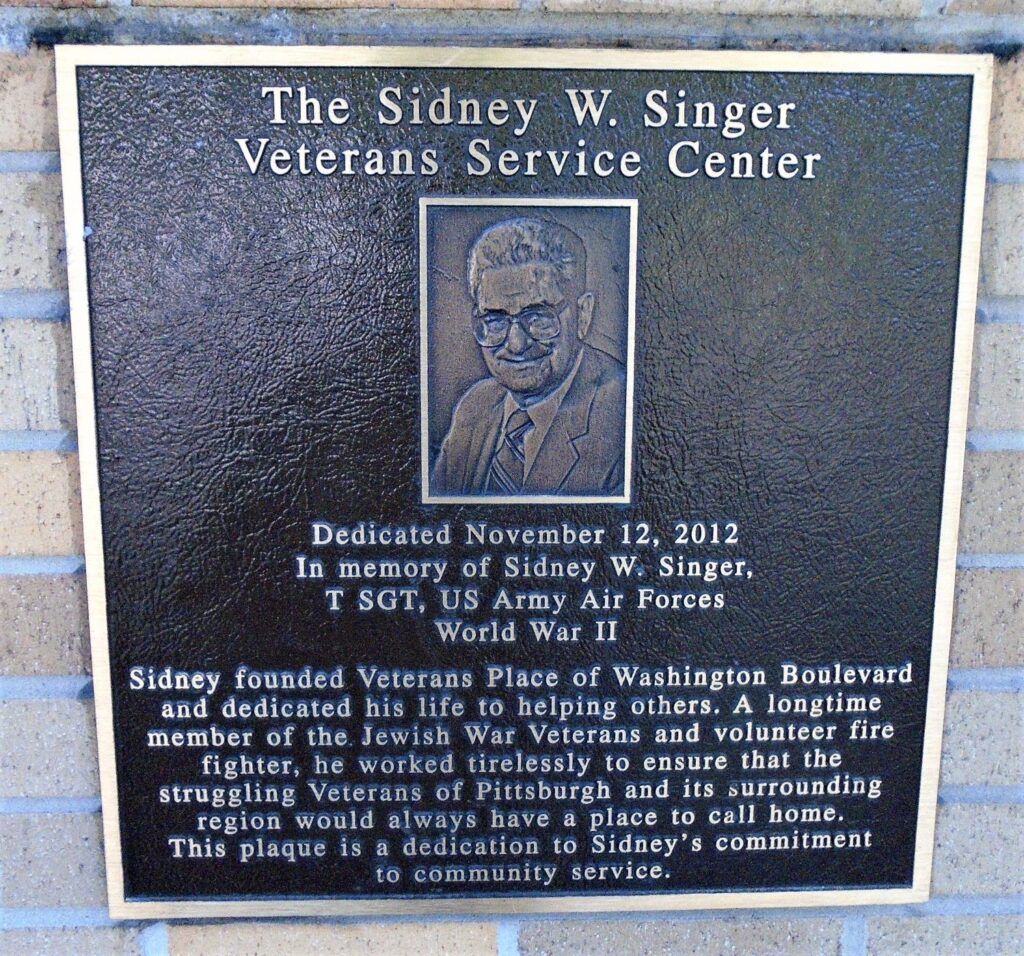 The Sidney W. Singer
Veterans Service Center
Dedicated November 12, 2012
In memory of Sidney W. Singer,
T SGT, US Army Air Forces
World War II
Sidney founded Veterans Place of Washington Boulevard
and dedicated his life to helping others. A longtime
member of the Jewish War Veterans and volunteer fire
fighter, he worked tirelessly to ensure that the
struggling Veterans of Pittsburgh and its surrounding
region would always have a place to call home.
This plaque is a dedication to Sidney's commitment
to community service.